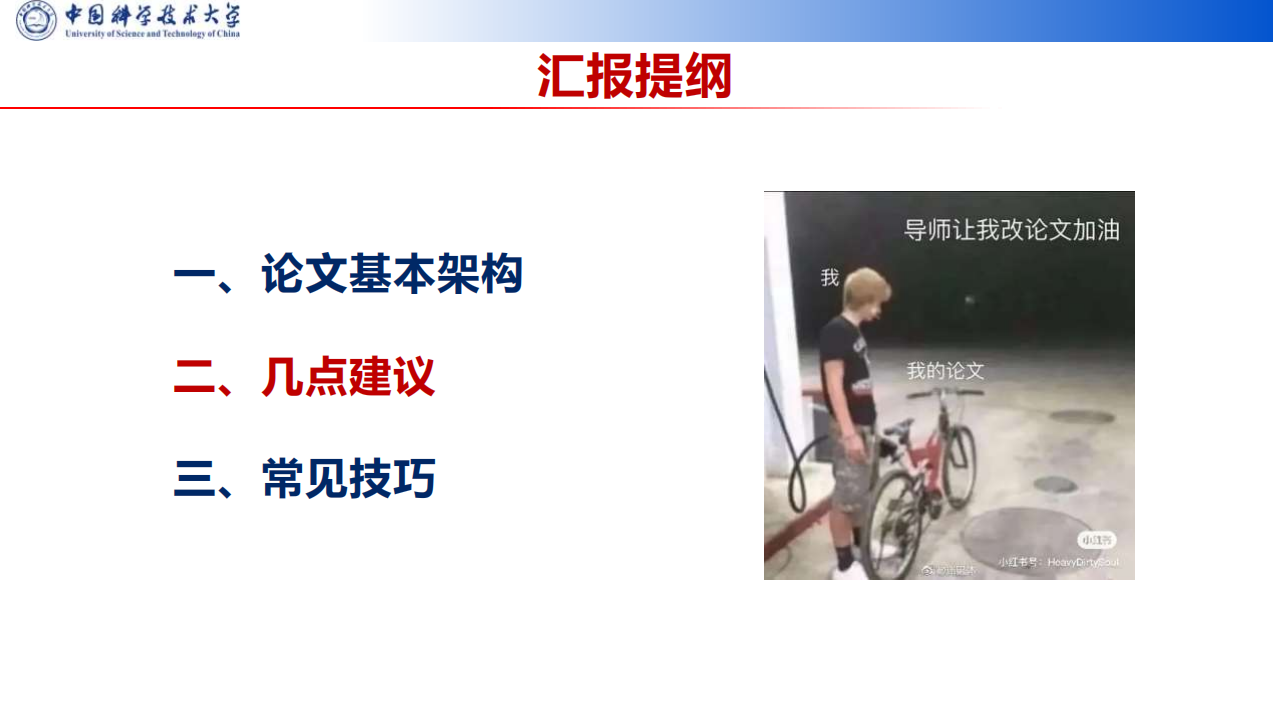 中国科学技术大学
University of Science and Technology of China
汇报提纲
一、论文基本架构
二、几点建议
三、常见技巧
导师让我改论文加油
我
我的论文
小红书
小红书号：HeavyDirtySoul